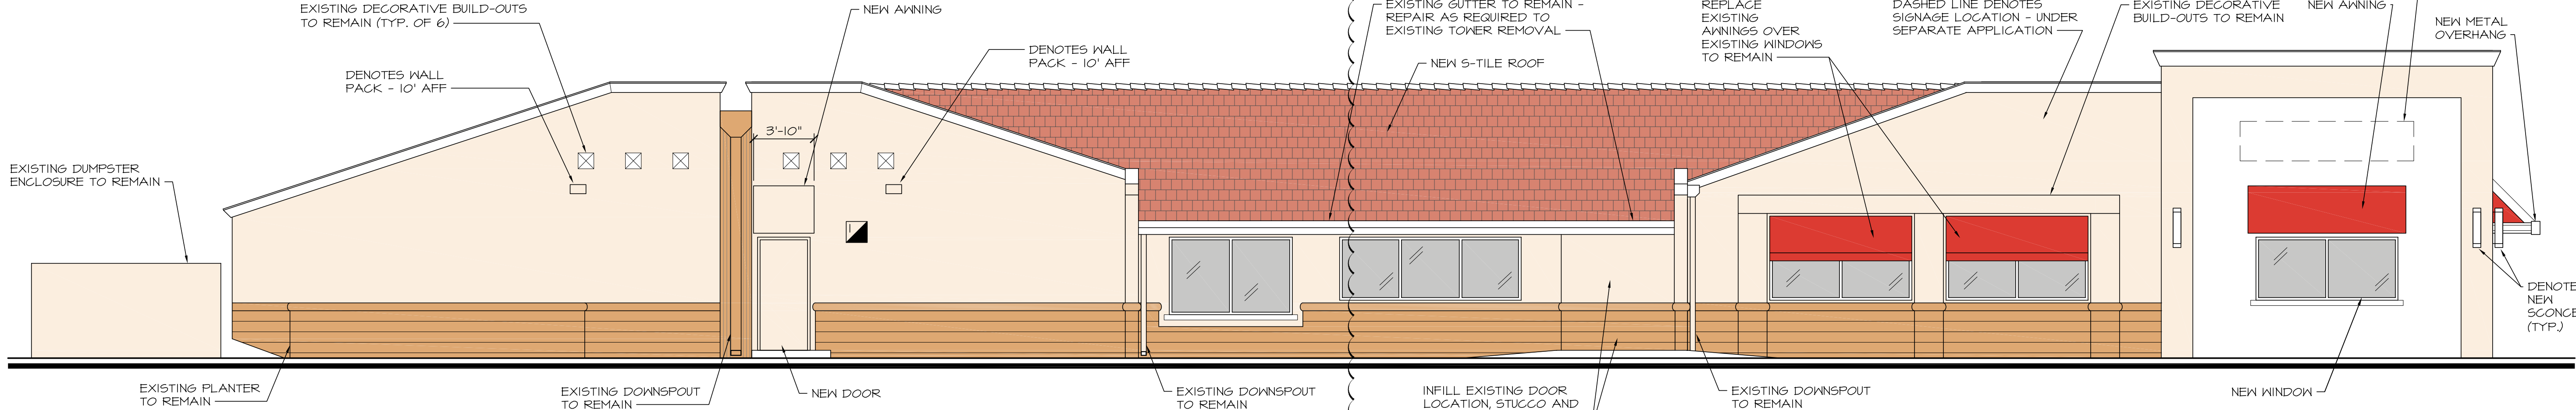 EXISTING DECORATIVE BUILD-OUTS
TO REMAIN (TYP. OF 6)
NEW AWNING
EXISTING GUTTER TO REMAIN -
REPAIR AS REQUIRED TO
EXISTING TOWER REMOVAL
REPLACE
EXISTING
AWNINGS OVER
EXISTING WINDOWS
TO REMAIN
DASHED LINE DENOTES
SIGNAGE LOCATION - UNDER
SEPARATE APPLICATION
EXISTING DECORATIVE
BUILD-OUTS TO REMAIN
NEW AWNING
NEW METAL
OVERHANG
DENOTES WALL
PACK - 10' AFF
DENOTES WALL
PACK - 10' AFF
NEW S-TILE ROOF
3'-10"
EXISTING DUMPSTER
ENCLOSURE TO REMAIN
1
DENOTE
NEW
SCONCE
(TYP.)
EXISTING PLANTER
TO REMAIN
EXISTING DOWNSPOUT
TO REMAIN
NEW DOOR
EXISTING DOWNSPOUT
TO REMAIN
INFILL EXISTING DOOR
LOCATION, STUCCO AND
EXISTING DOWNSPOUT
TO REMAIN
NEW WINDOW